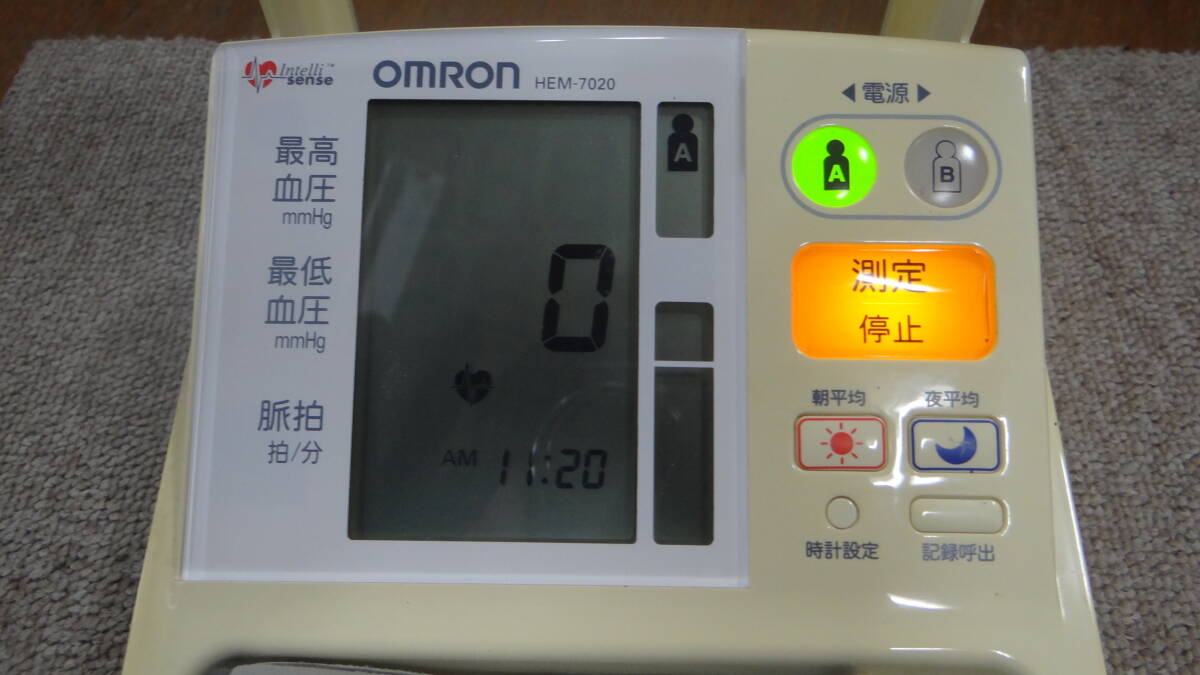 Intelli™
sense
OMRON HEM-7020
最高
血圧
mmHg
最低
血圧
mmHg
脈拍
拍/分
A
0
AM 11:20
◀電源▶
A
B
測定
停止
朝平均
夜平均
時計設定
記録呼出